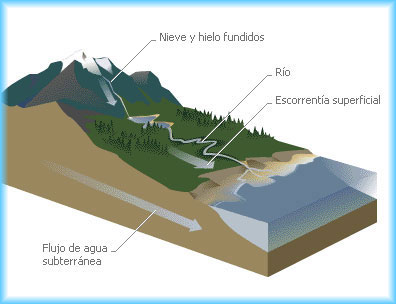 Nieve y hielo fundidos
Río
Escorrentía superficial
Flujo de agua
subterránea